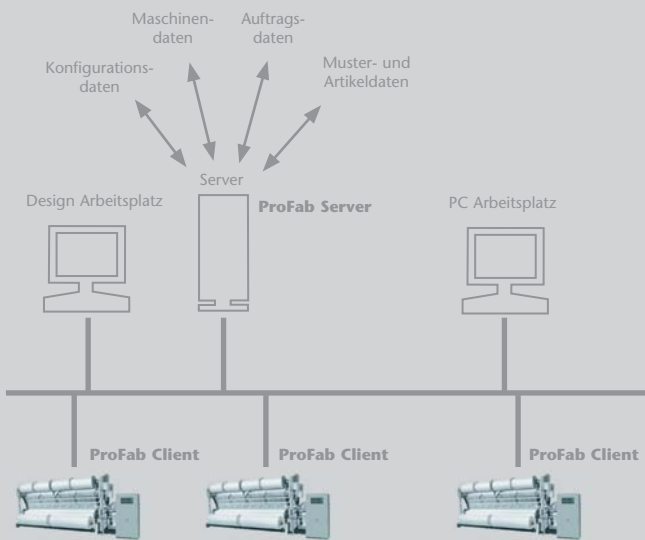 Maschinen-
daten
Auftrags-
daten
Konfigurations-
daten
Muster- und
Artikeldaten
Server
Design Arbeitsplatz
ProFab Server
PC Arbeitsplatz
ProFab Client
ProFab Client
ProFab Client